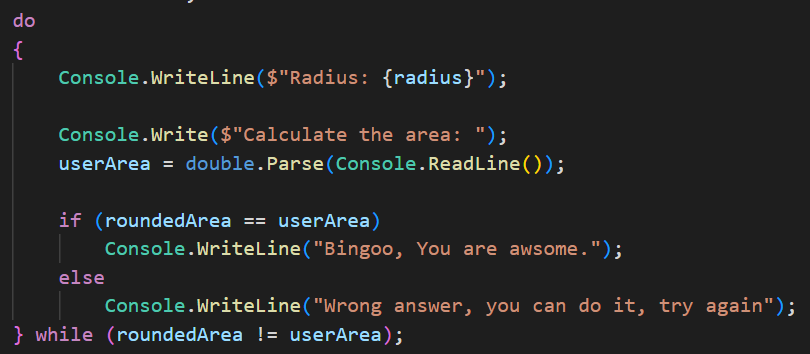 do
{
    Console.WriteLine($"Radius: {radius}");
    Console.Write($"Calculate the area: ");
    userArea = double.Parse(Console.ReadLine());
    if (roundedArea == userArea)
        Console.WriteLine("Bingoo, You are awsome.");
    else
        Console.WriteLine("Wrong answer, you can do it, try again");
} while (roundedArea != userArea);